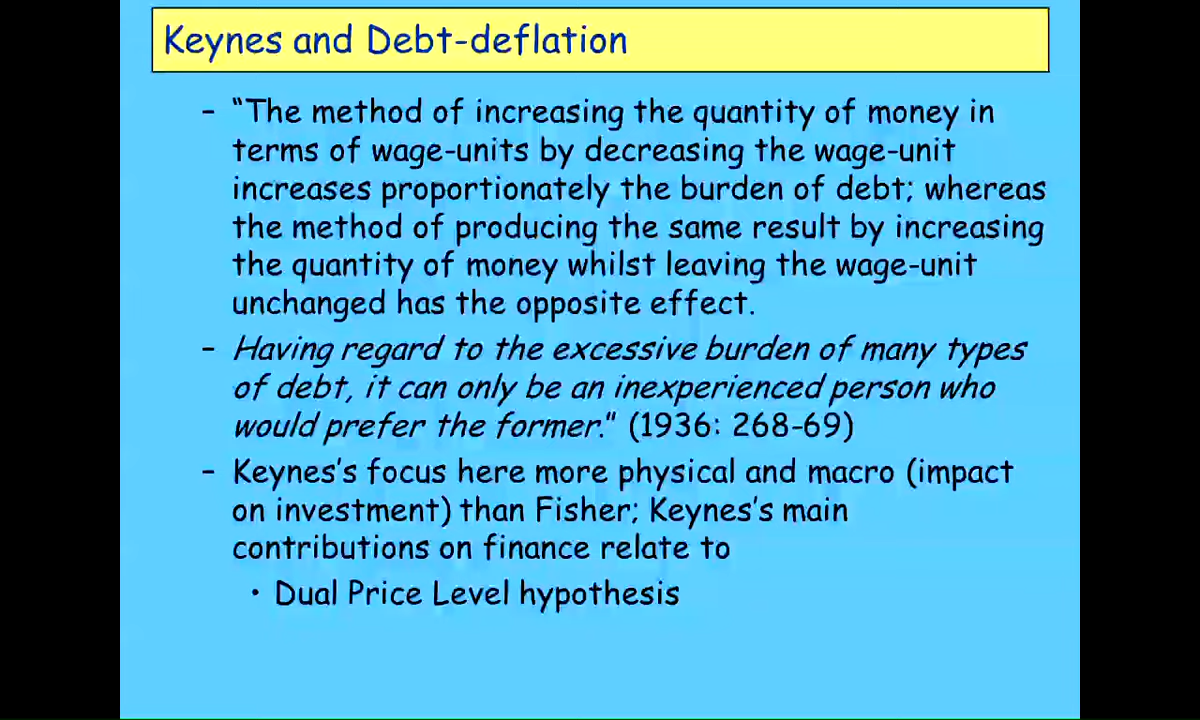 Keynes and Debt-deflation
– “The method of increasing the quantity of money in
terms of wage-units by decreasing the wage-unit
increases proportionately the burden of debt; whereas
the method of producing the same result by increasing
the quantity of money whilst leaving the wage-unit
unchanged has the opposite effect.
– Having regard to the excessive burden of many types
of debt, it can only be an inexperienced person who
would prefer the former.” (1936: 268-69)
– Keynes’s focus here more physical and macro (impact
on investment) than Fisher; Keynes’s main
contributions on finance relate to
• Dual Price Level hypothesis